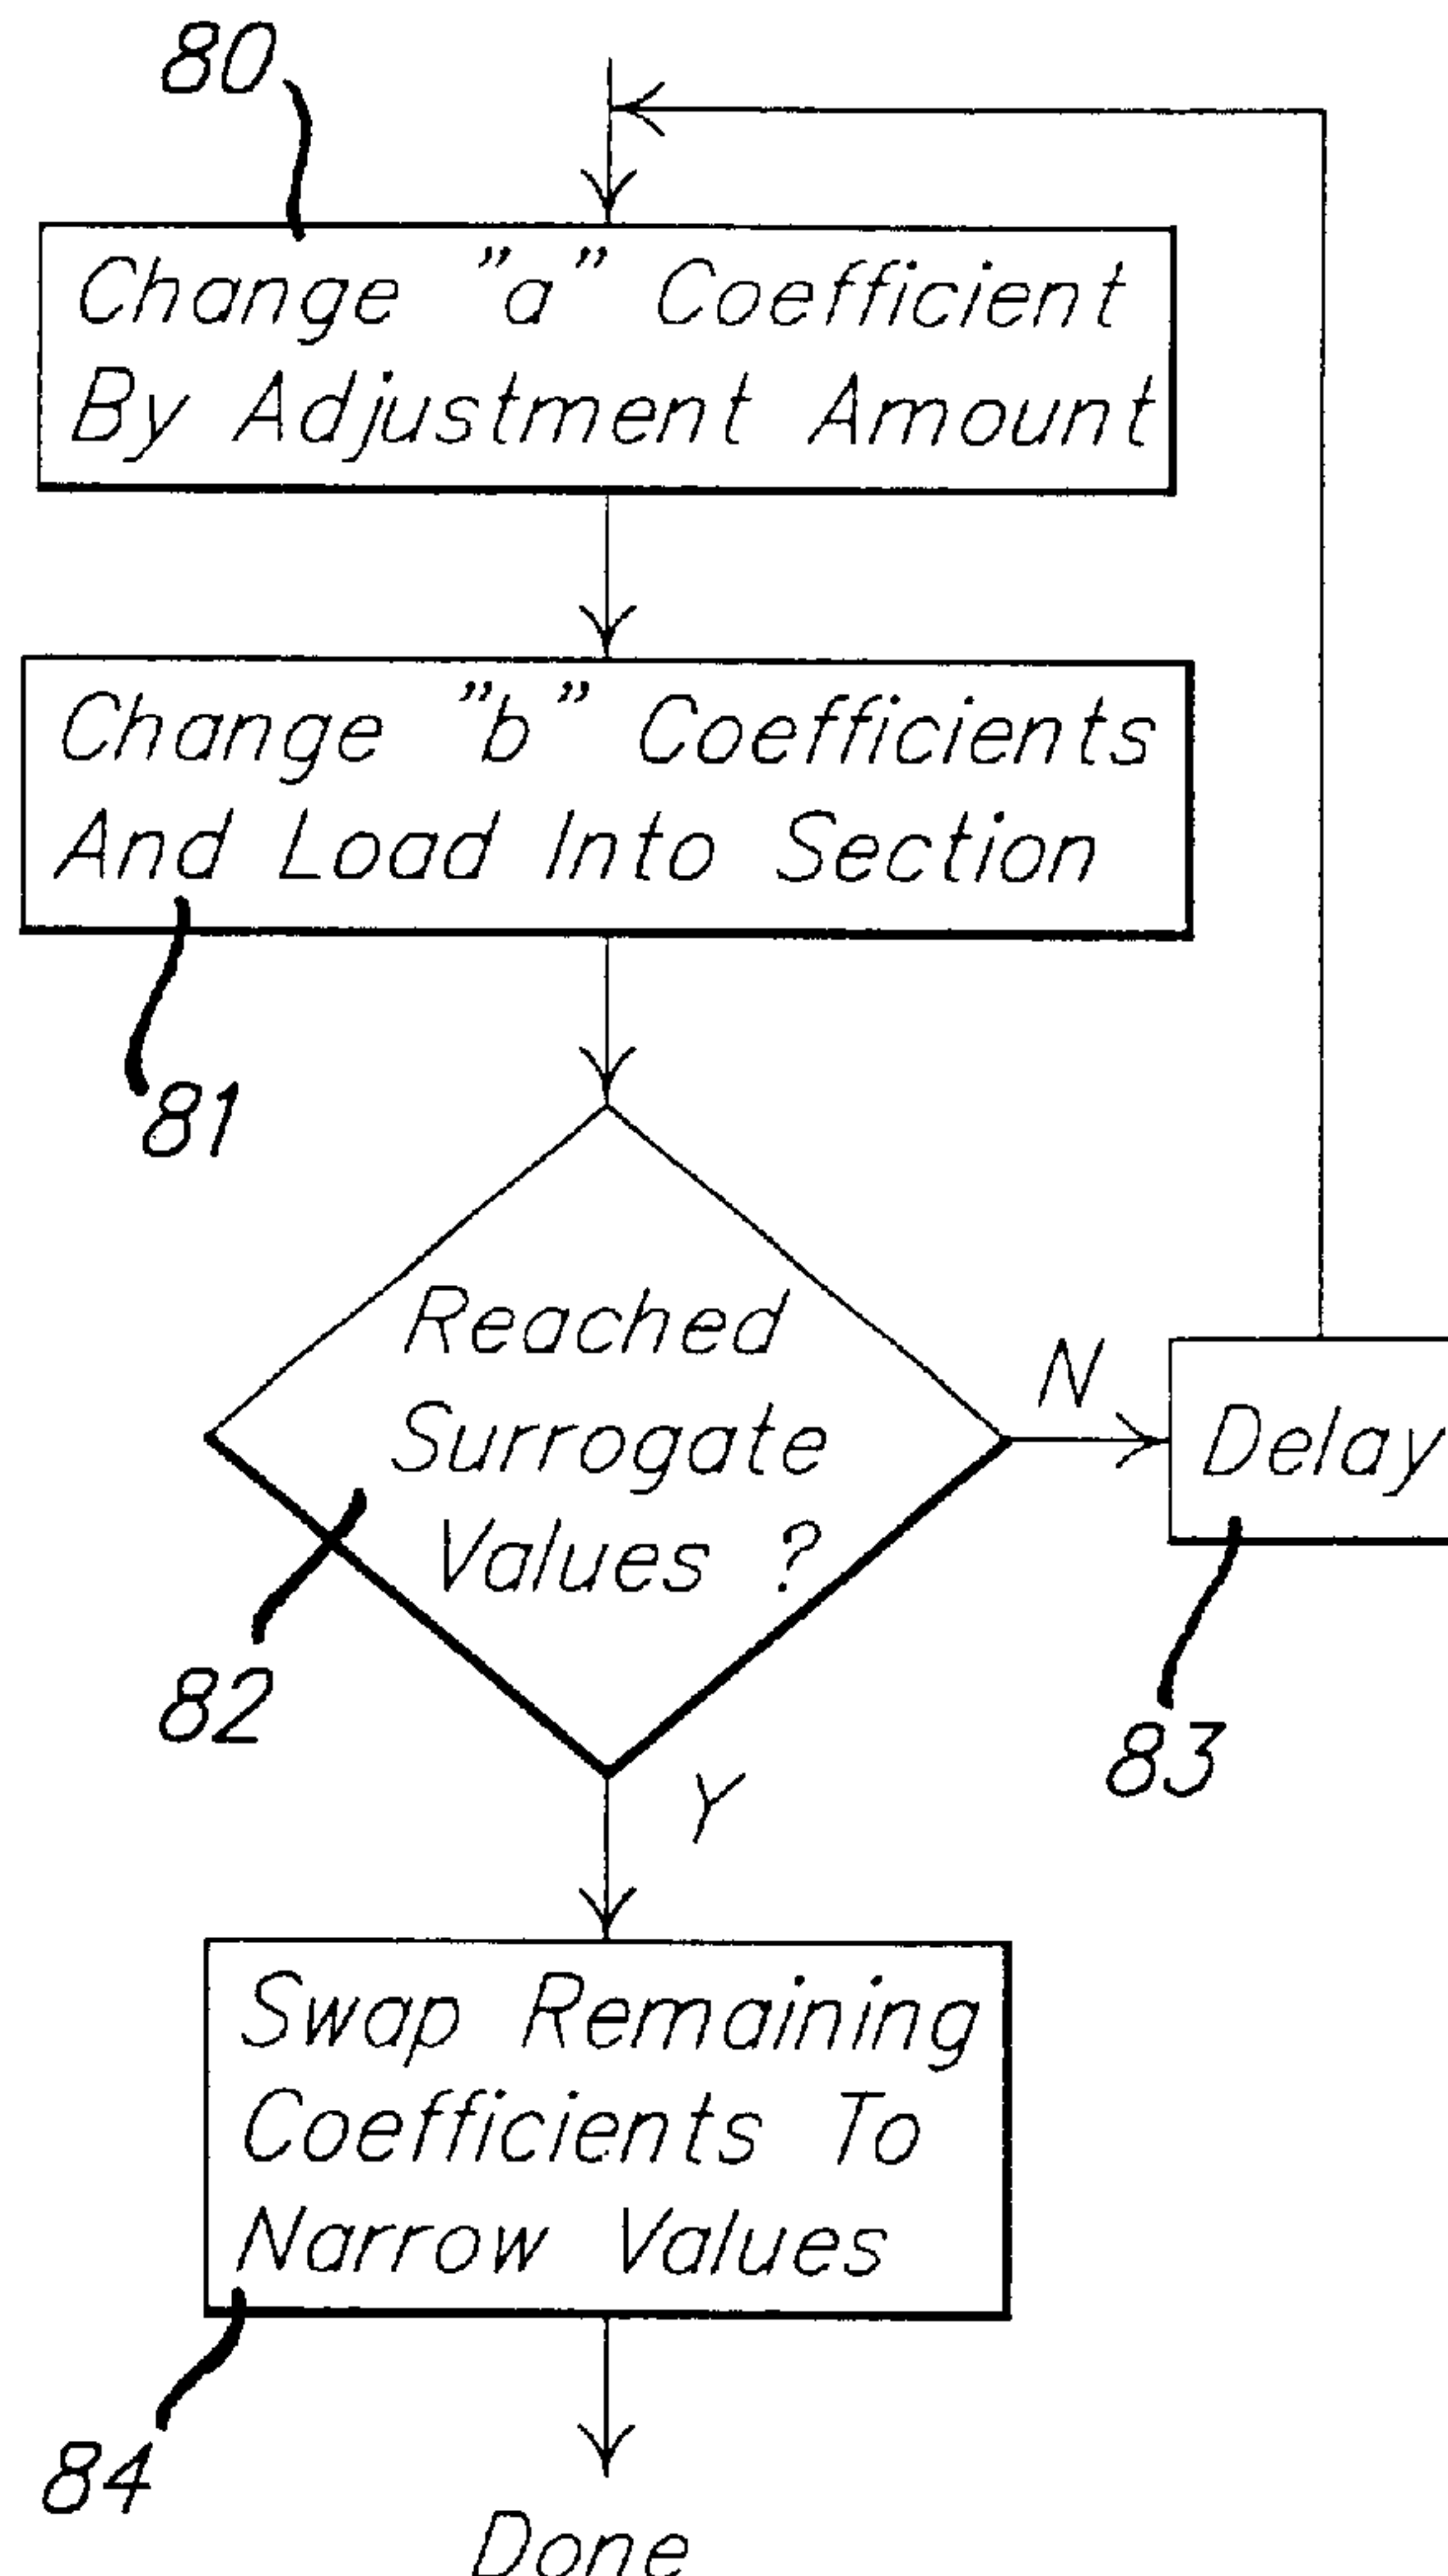 80
Change "a" Coefficient
By Adjustment Amount
Change "b" Coefficients
And Load Into Section
81
Reached
Surrogate
Values ?
N
Delay
82
83
Y
Swap Remaining
Coefficients To
Narrow Values
84
Done